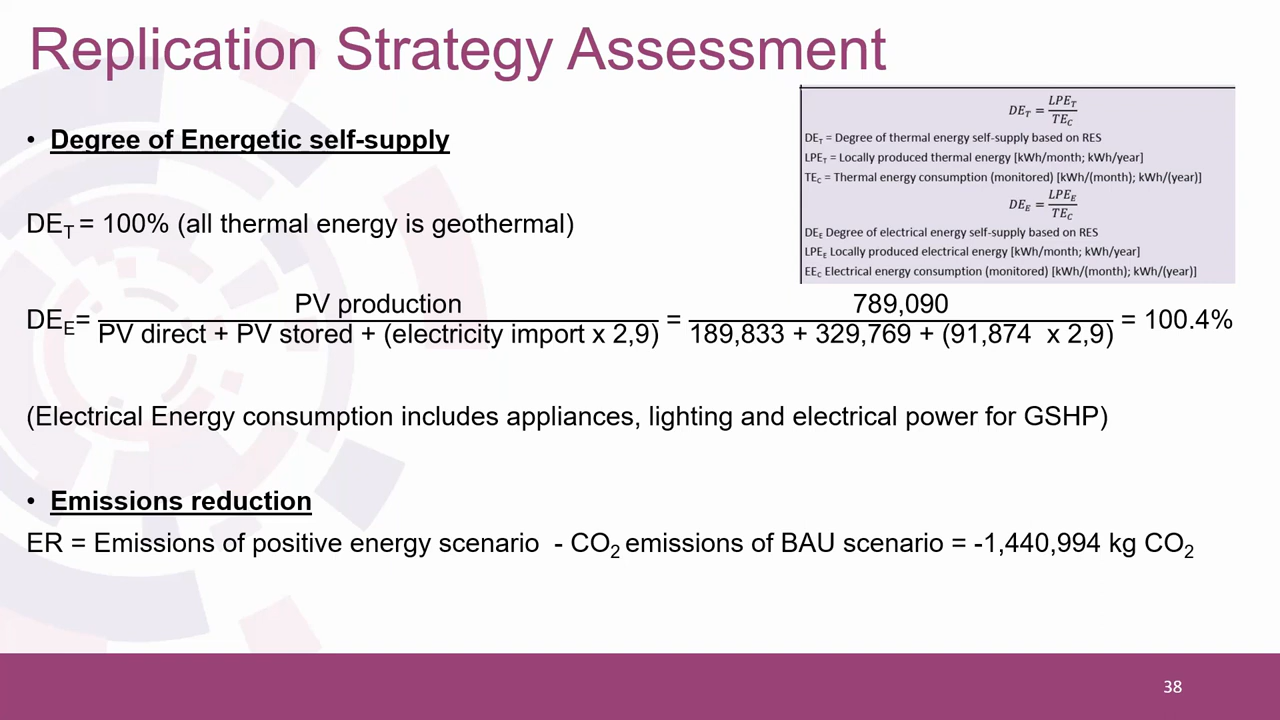 Replication Strategy Assessment
• Degree of Energetic self-supply
DE_T = LPE_T / TE_C
DE_T = Degree of thermal energy self-supply based on RES
LPE_T = Locally produced thermal energy [kWh/month; kWh/year]
TE_C = Thermal energy consumption (monitored) [kWh/(month); kWh/(year)]
DE_E = LPE_E / TE_C
DE_E Degree of electrical energy self-supply based on RES
LPE_E Locally produced electrical energy [kWh/month; kWh/year]
EE_C Electrical energy consumption (monitored) [kWh/(month); kWh/(year)]
DE_T = 100% (all thermal energy is geothermal)
DE_E= PV production / PV direct + PV stored + (electricity import x 2,9) = 789,090 / 189,833 + 329,769 + (91,874 x 2,9) = 100.4%
(Electrical Energy consumption includes appliances, lighting and electrical power for GSHP)
• Emissions reduction
ER = Emissions of positive energy scenario - CO₂ emissions of BAU scenario = -1,440,994 kg CO₂
38